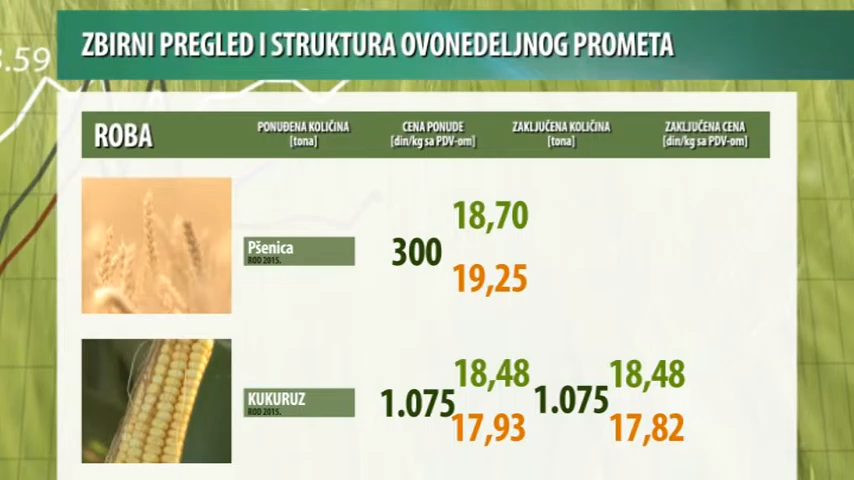 3.59
ZBIRNI PREGLED I STRUKTURA OVONEDELJNOG PROMETA
ROBA
PONUĐENA KOLIČINA
[tona]
CENA PONUDE
[din/kg sa PDV-om]
ZAKLJUČENA KOLIČINA
[tona]
ZAKLJUČENA CENA
[din/kg sa PDV-om]
Pšenica
ROD 2015.
300
18,70
19,25
KUKURUZ
ROD 2015.
1.075
18,48
17,93
1.075
18,48
17,82